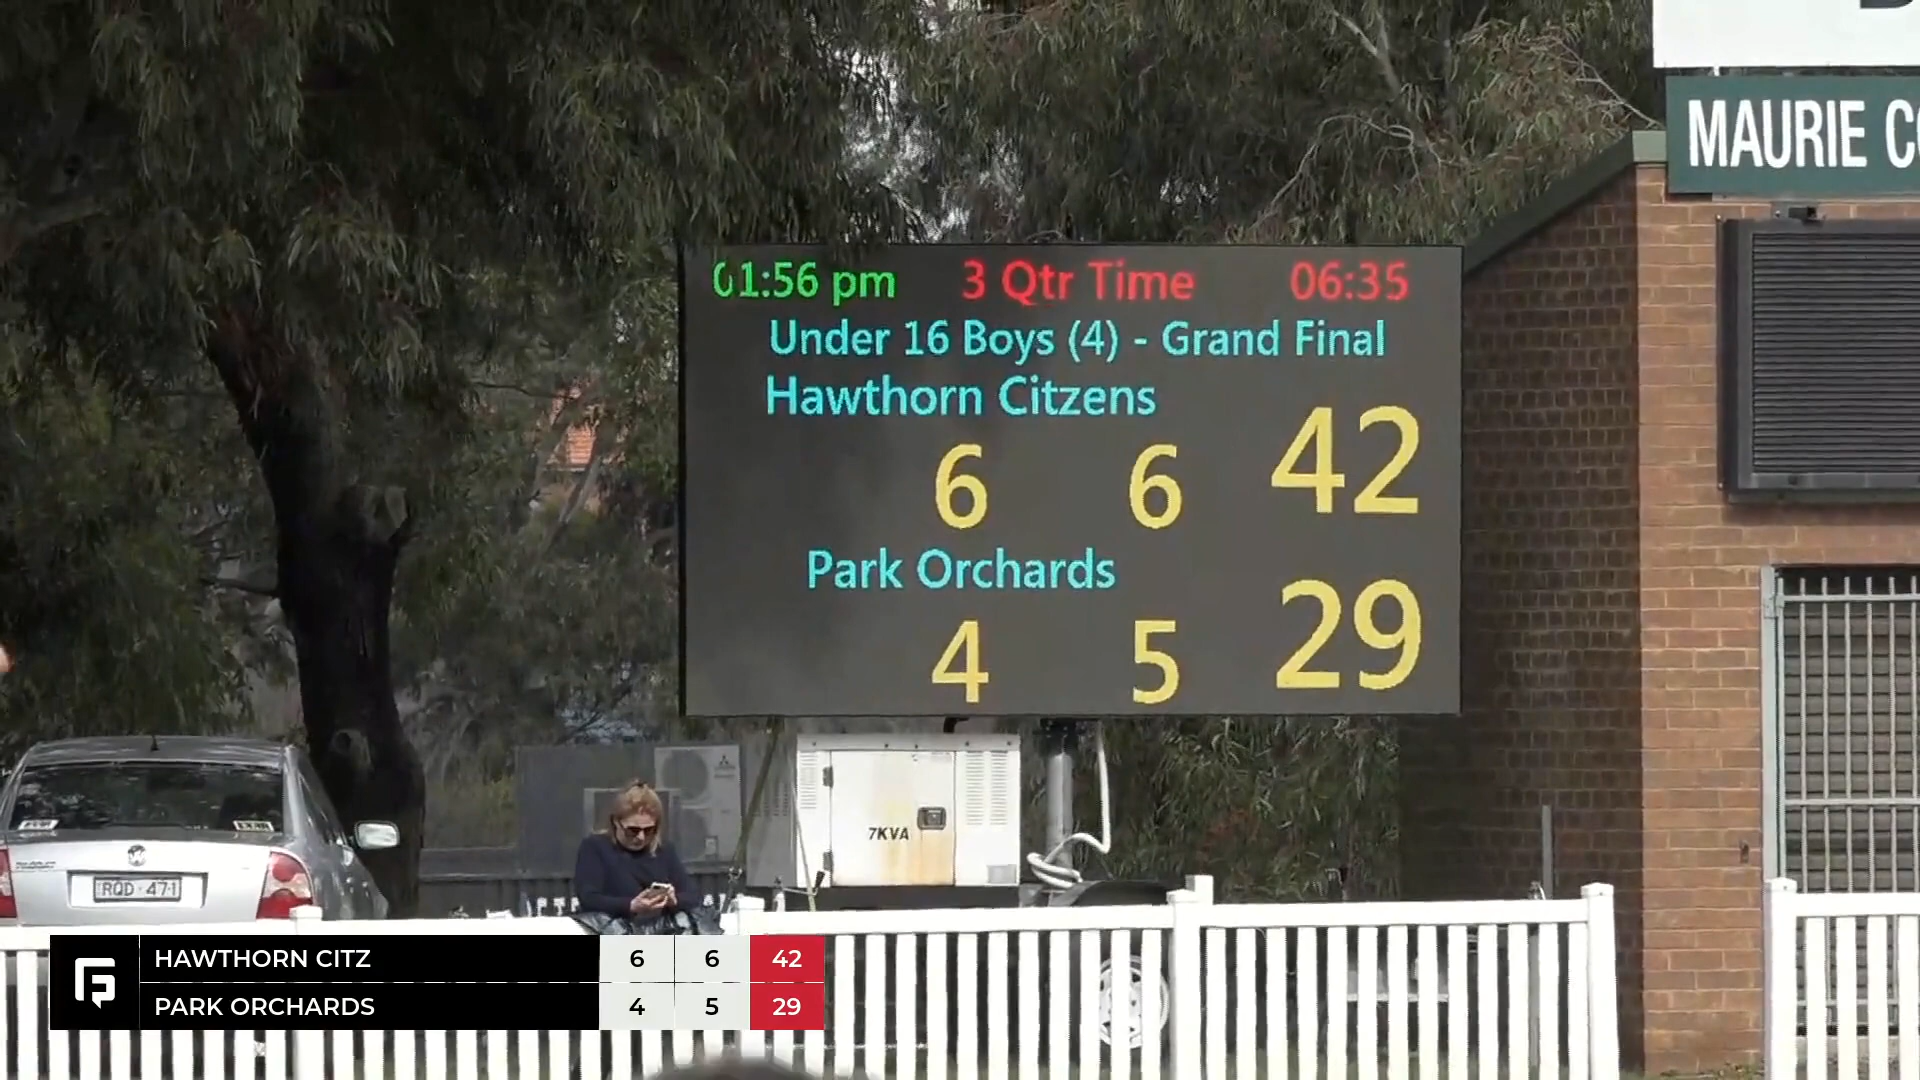 MAURIE
01:56 pm 3 Qtr Time 06:35
Under 16 Boys (4) - Grand Final
Hawthorn Citzens
6 6 42
Park Orchards
4 5 29
7KVA
RQD·471
HAWTHORN CITZ 6 6 42
PARK ORCHARDS 4 5 29